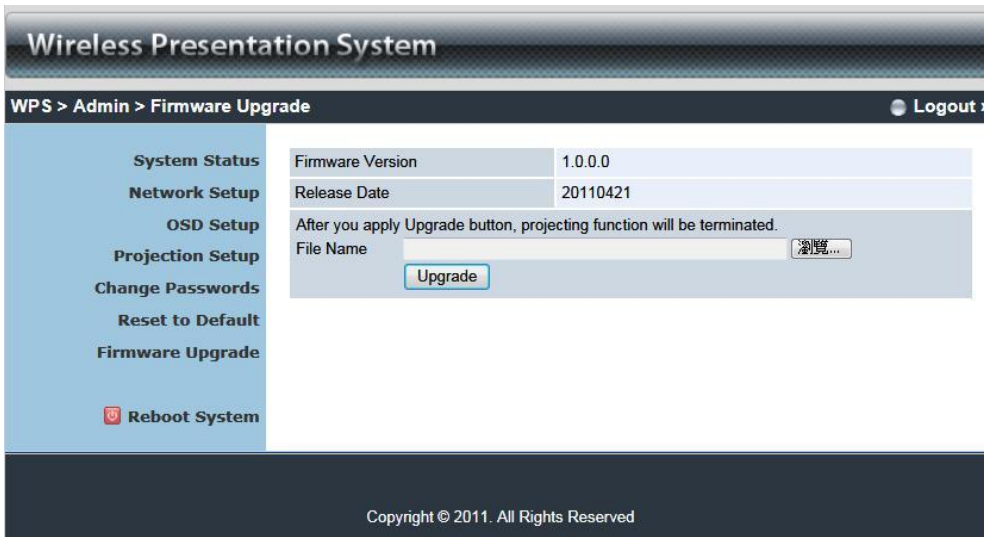 Wireless Presentation System
WPS > Admin > Firmware Upgrade
Logout
System Status
Network Setup
OSD Setup
Projection Setup
Change Passwords
Reset to Default
Firmware Upgrade
Reboot System
Firmware Version 1.0.0.0
Release Date 20110421
After you apply Upgrade button, projecting function will be terminated.
File Name 瀏覽...
Upgrade
Copyright © 2011. All Rights Reserved